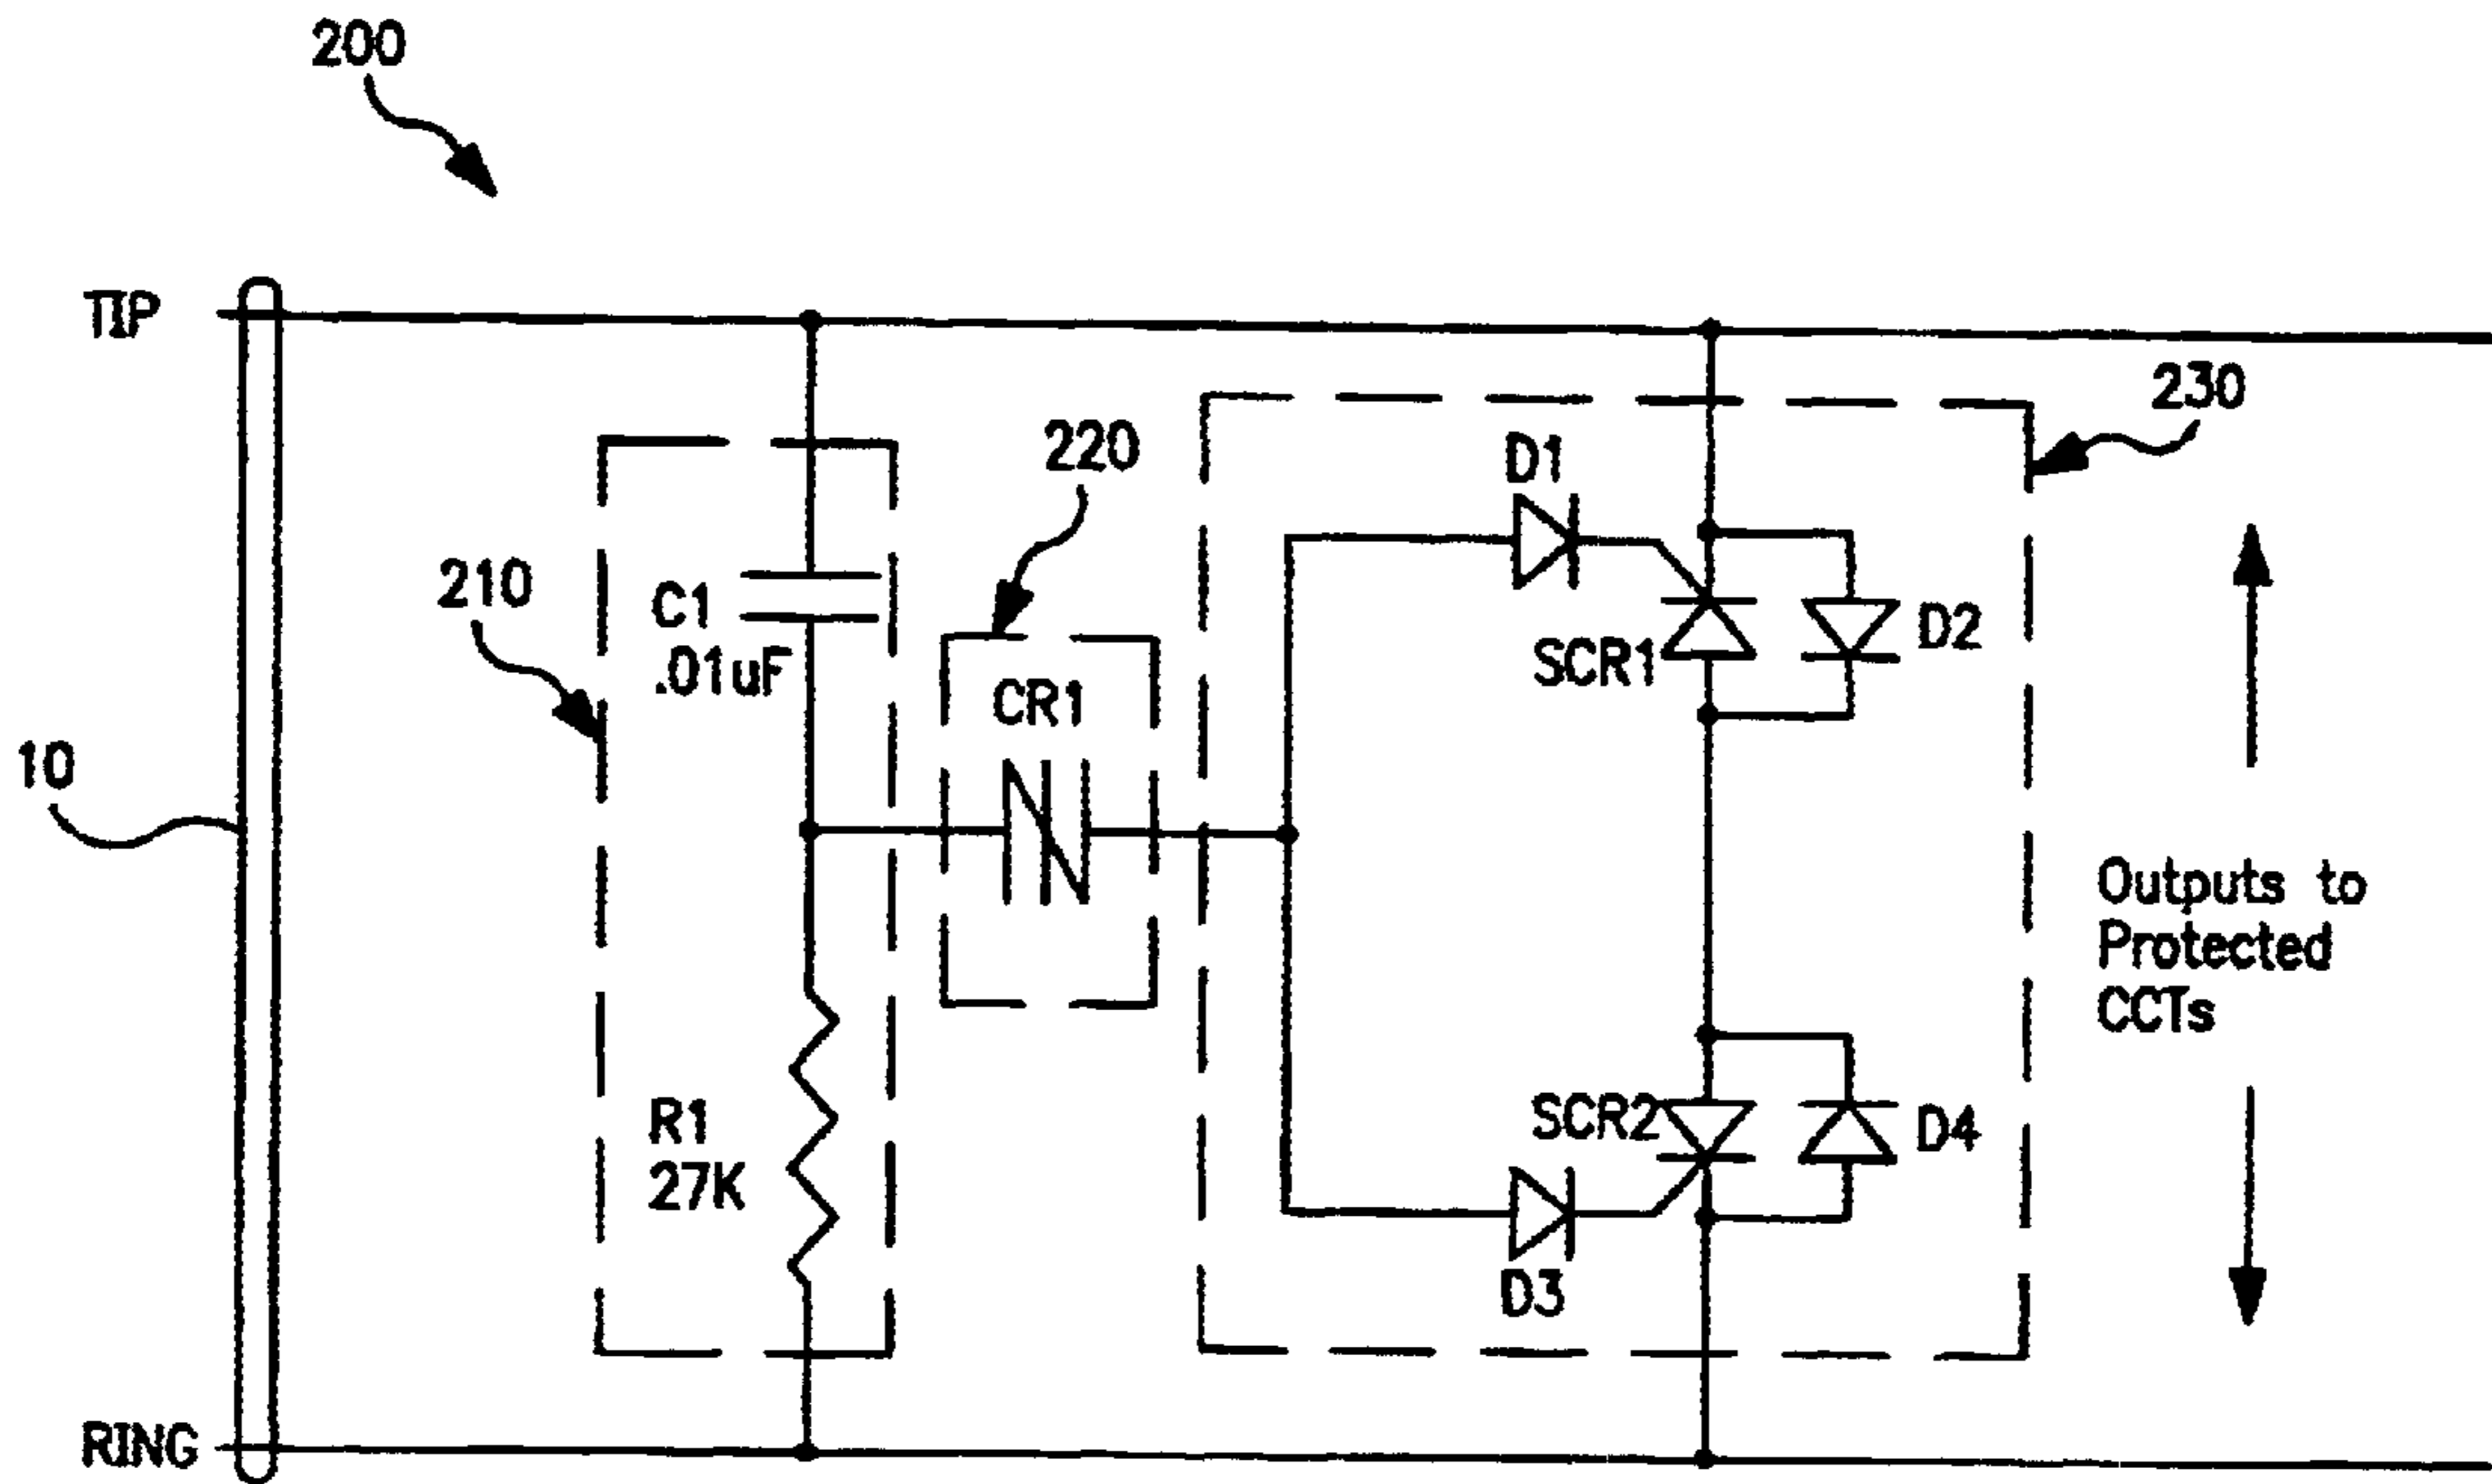 200
TIP
230
D1
220
210
C1
.01uF
D2
SCR1
CR1
10
Outputs to
Protected
CCTs
R1
27K
SCR2
D4
D3
RING